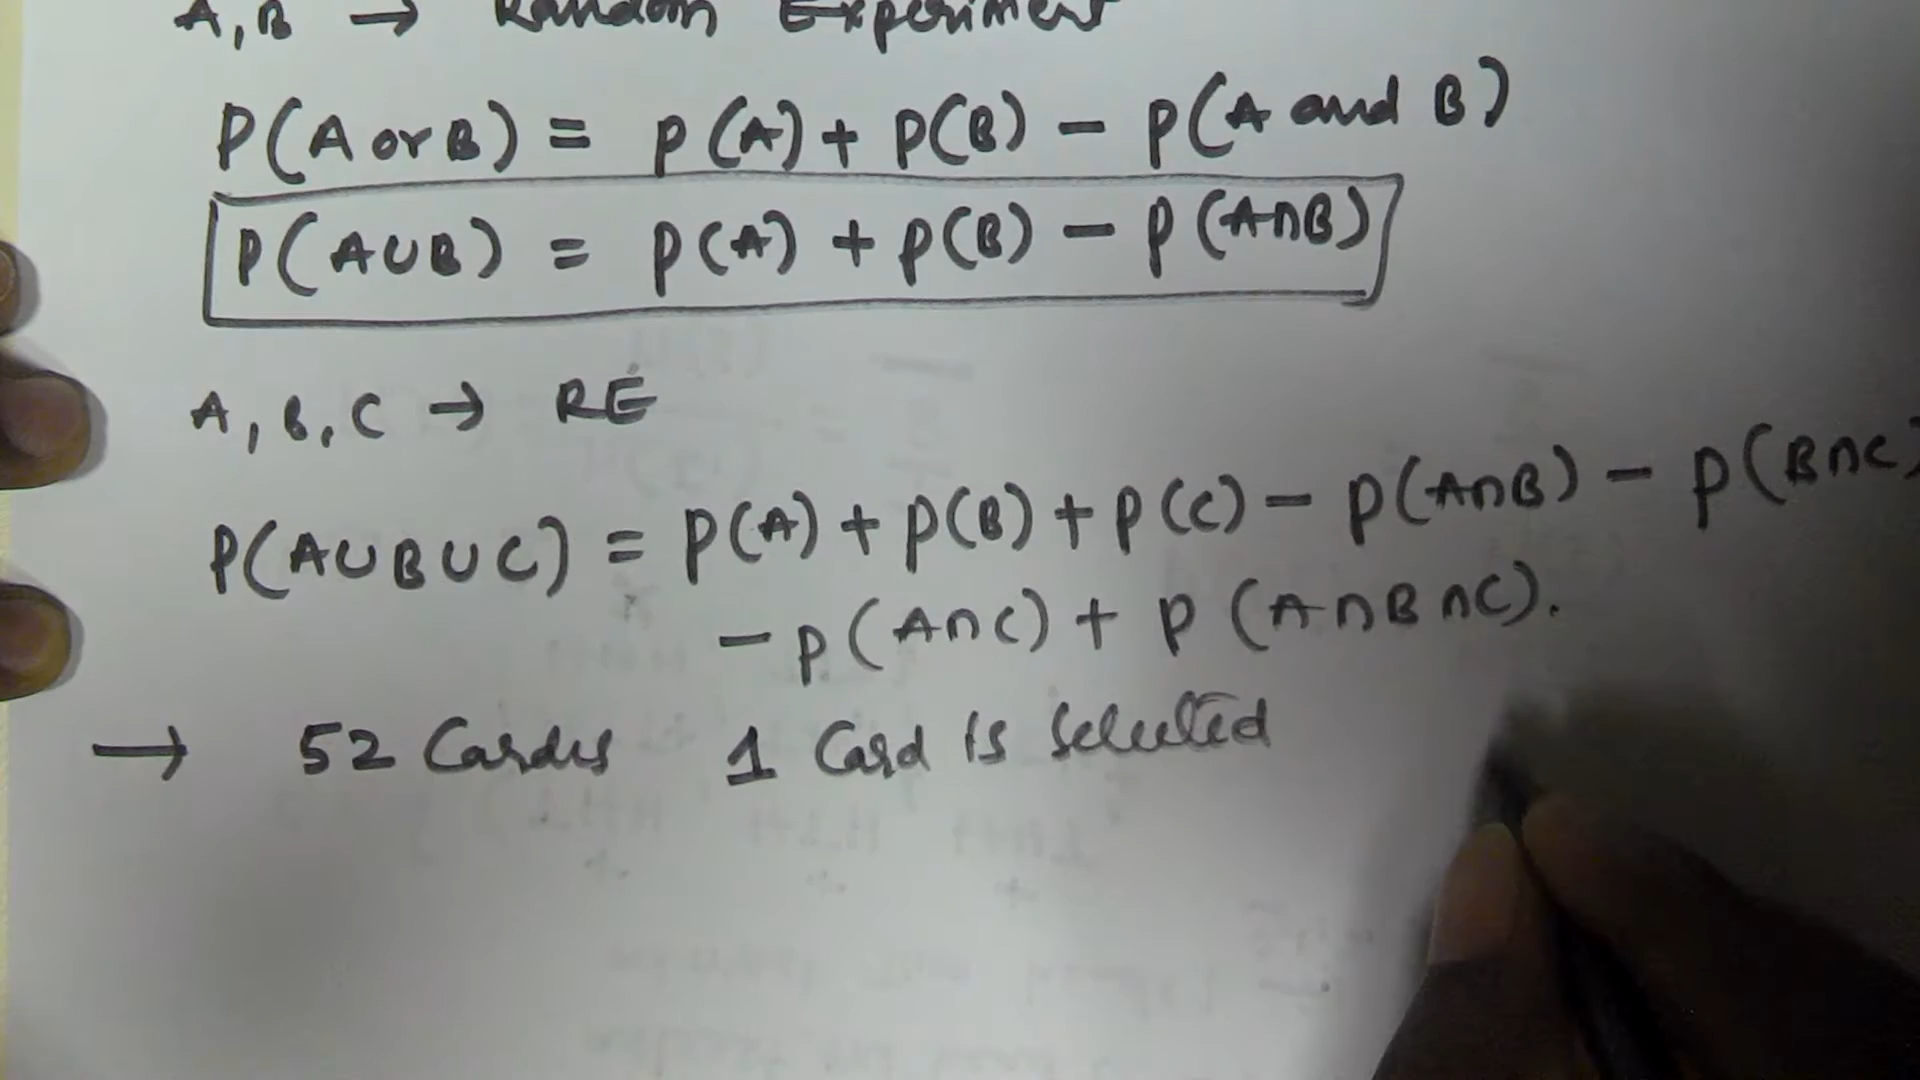 A, B → Random Experiment
P(A or B) = P(A) + P(B) - P(A and B)
P(A∪B) = P(A) + P(B) - P(A∩B)
A, B, C → RE
P(A∪B∪C) = P(A) + P(B) + P(C) - P(A∩B) - P(B∩C)
- P(A∩C) + P(A∩B∩C).
→ 52 Cards 1 Card is Selected